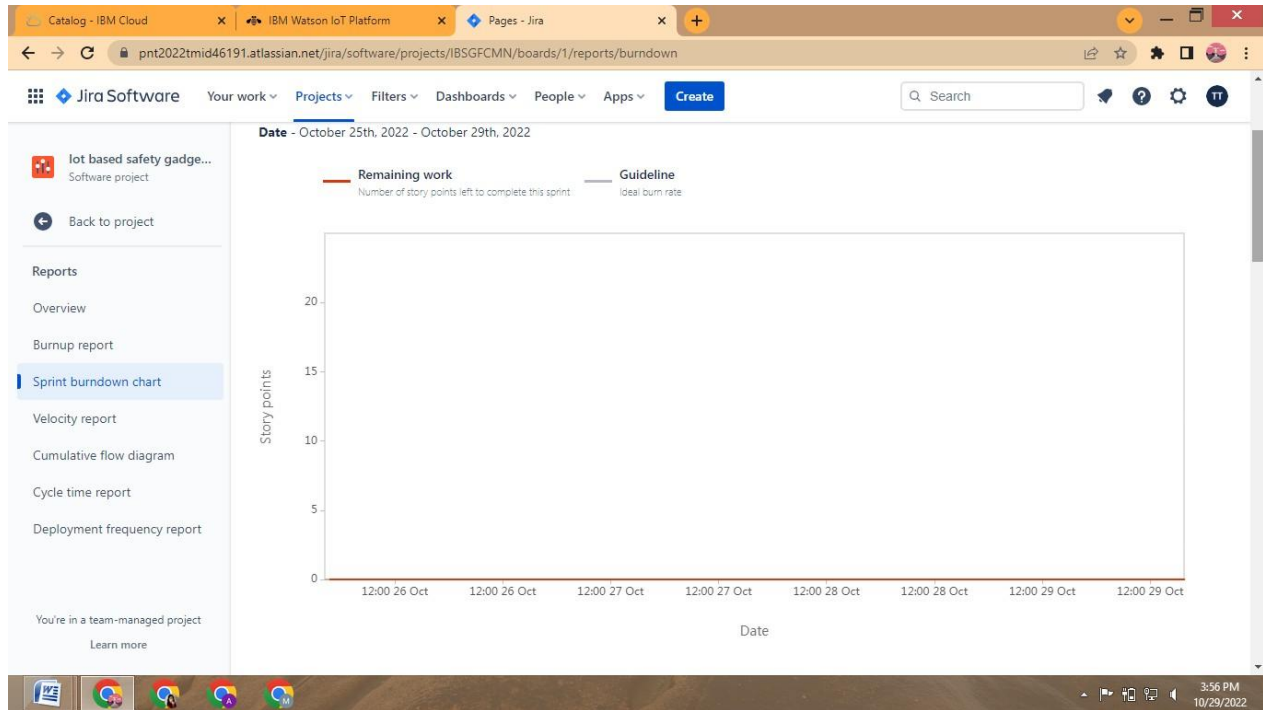 Catalog - IBM Cloud
IBM Watson IoT Platform
Pages - Jira
pnt2022tmid46191.atlassian.net/jira/software/projects/IBSGFCMN/boards/1/reports/burndown
Jira Software Your work Projects Filters Dashboards People Apps Create Search TT
Iot based safety gadge...
Software project
Back to project
Reports
Overview
Burnup report
Sprint burndown chart
Velocity report
Cumulative flow diagram
Cycle time report
Deployment frequency report
You're in a team-managed project
Learn more
Date - October 25th, 2022 - October 29th, 2022
Remaining work
Number of story points left to complete this sprint
Guideline
Ideal burn rate
Story points
20
15
10
5
0
12:00 26 Oct 12:00 26 Oct 12:00 27 Oct 12:00 27 Oct 12:00 28 Oct 12:00 28 Oct 12:00 29 Oct 12:00 29 Oct
Date
3:56 PM
10/29/2022